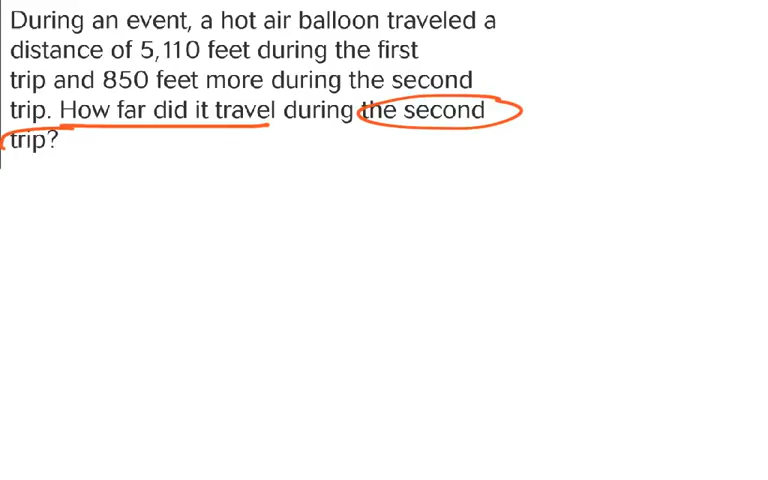 During an event, a hot air balloon traveled a
distance of 5,110 feet during the first
trip and 850 feet more during the second
trip. How far did it travel during the second
trip?